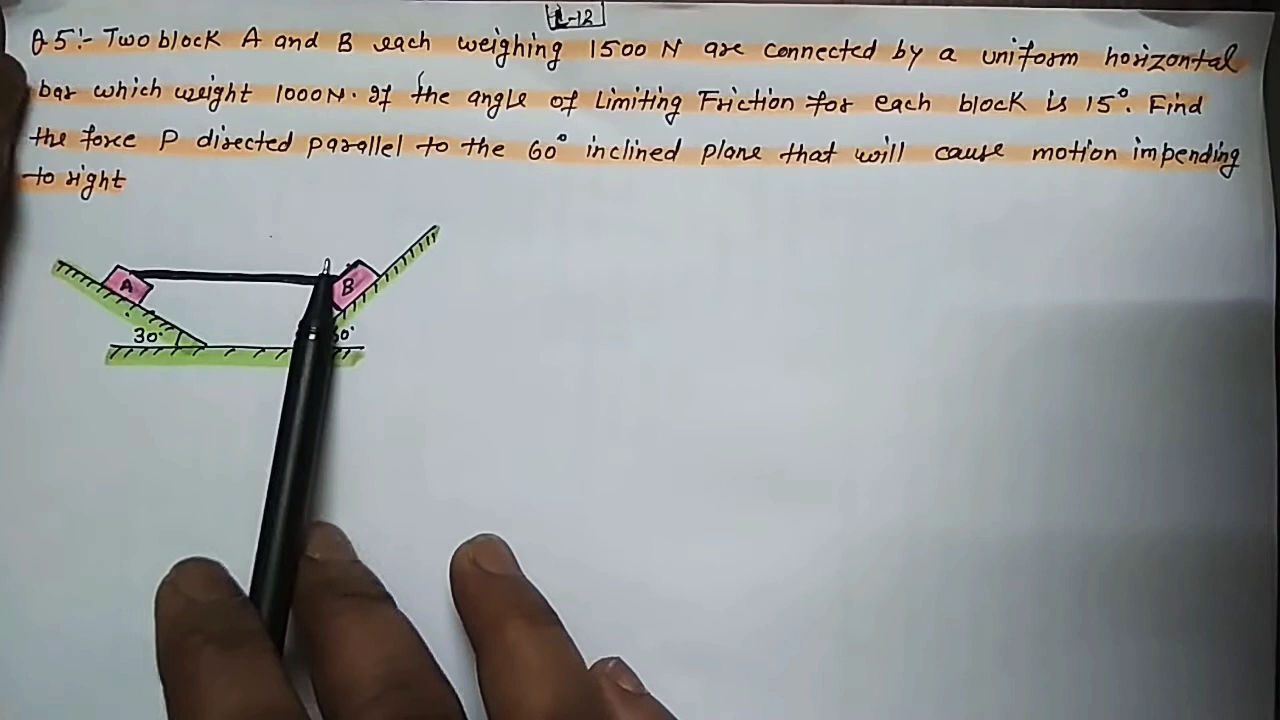 L-12
Q5:- Two block A and B each weighing 1500 N are connected by a uniform horizontal
bar which weight 1000N. If the angle of Limiting Friction for each block is 15°. Find
the force P directed parallel to the 60° inclined plane that will cause motion impending
to right
A
B
30°